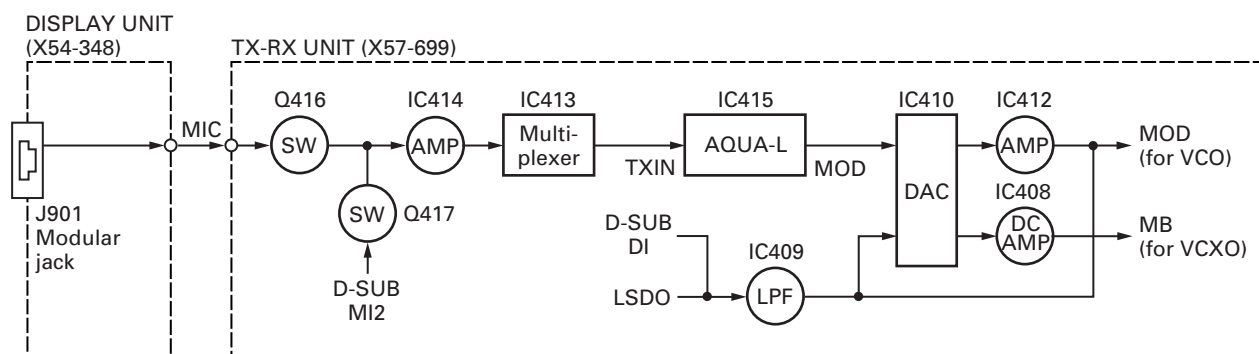 DISPLAY UNIT
(X54-348)
TX-RX UNIT (X57-699)
Q416
IC414
IC413
IC415
IC410
IC412
MIC
SW
AMP
Multi-
plexer
AQUA-L
AMP
MOD
(for VCO)
TXIN
MOD
DAC
J901
Modular
jack
SW
Q417
D-SUB
DI
IC408
DC
AMP
MB
(for VCXO)
IC409
D-SUB
MI2
LSDO
LPF